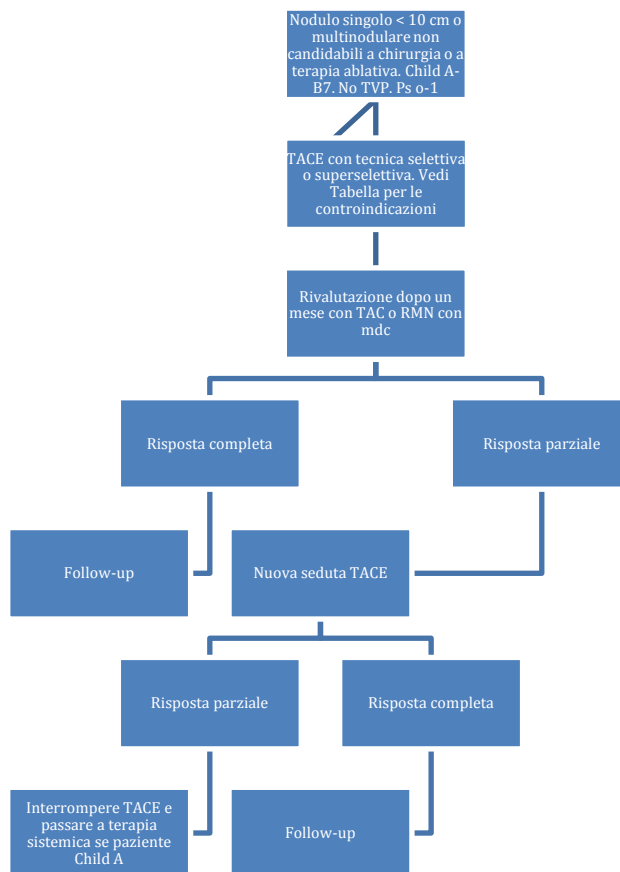 Nodulo singolo < 10 cm o
multinodulare non
candidabili a chirurgia o a
terapia ablativa. Child A-
B7. No TVP. Ps o-1
TACE con tecnica selettiva
o superselettiva. Vedi
Tabella per le
controindicazioni
Rivalutazione dopo un
mese con TAC o RMN con
mdc
Risposta completa
Risposta parziale
Follow-up
Nuova seduta TACE
Risposta parziale
Risposta completa
Interrompere TACE e
passare a terapia
sistemica se paziente
Child A
Follow-up